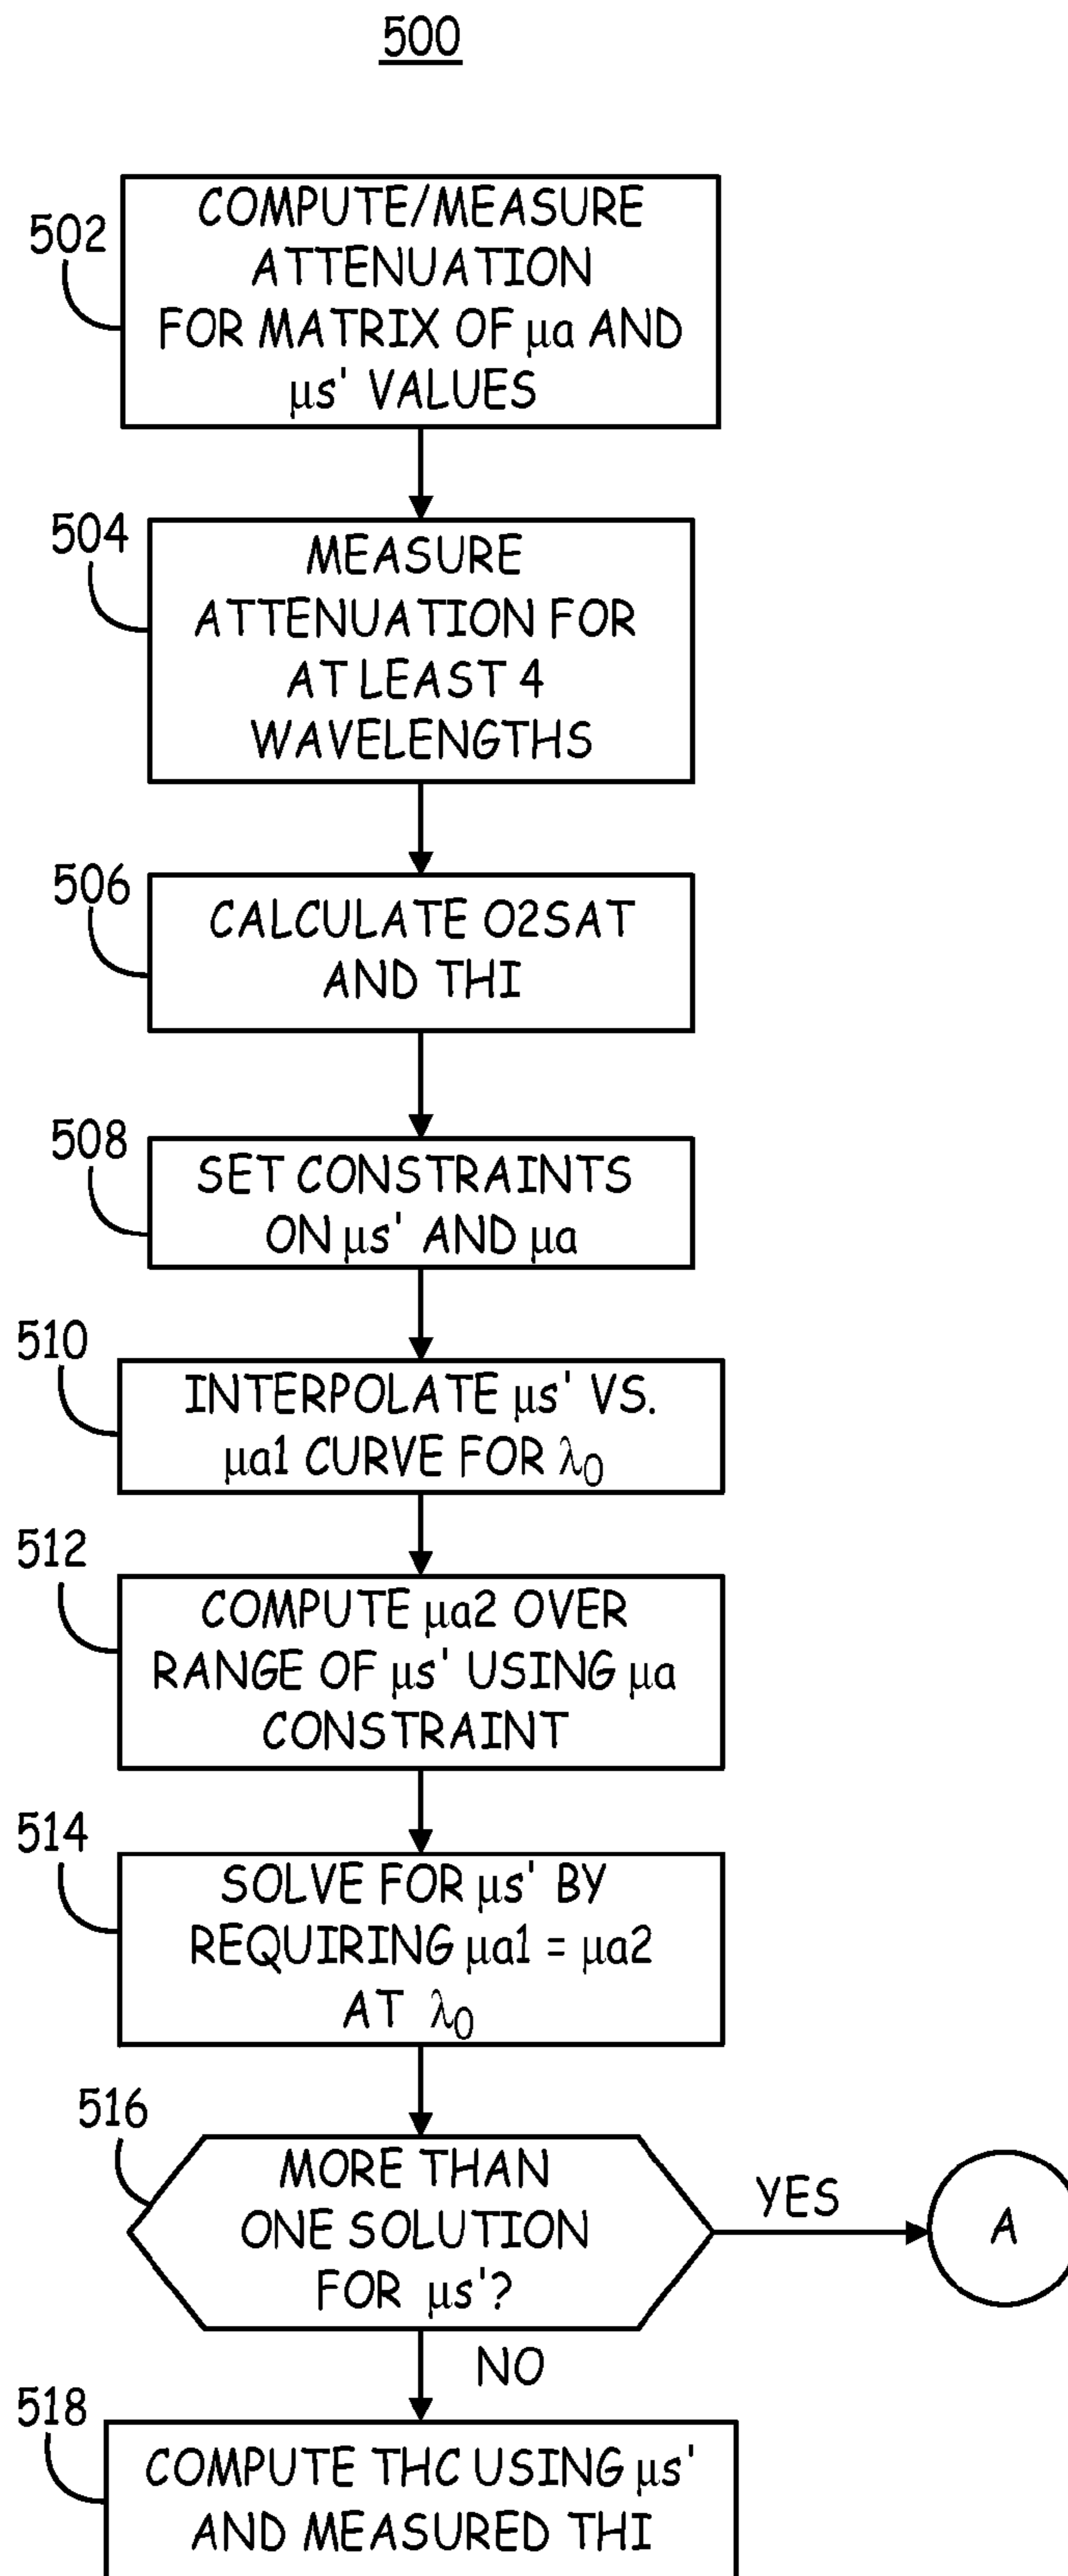 500
502
COMPUTE/MEASURE
ATTENUATION
FOR MATRIX OF μa AND
μs' VALUES
504
MEASURE
ATTENUATION FOR
AT LEAST 4
WAVELENGTHS
506
CALCULATE O2SAT
AND THI
508
SET CONSTRAINTS
ON μs' AND μa
510
INTERPOLATE μs' VS.
μa1 CURVE FOR λ0
512
COMPUTE μa2 OVER
RANGE OF μs' USING μa
CONSTRAINT
514
SOLVE FOR μs' BY
REQUIRING μa1 = μa2
AT λ0
516
MORE THAN
ONE SOLUTION
FOR μs'?
YES
A
NO
518
COMPUTE THC USING μs'
AND MEASURED THI